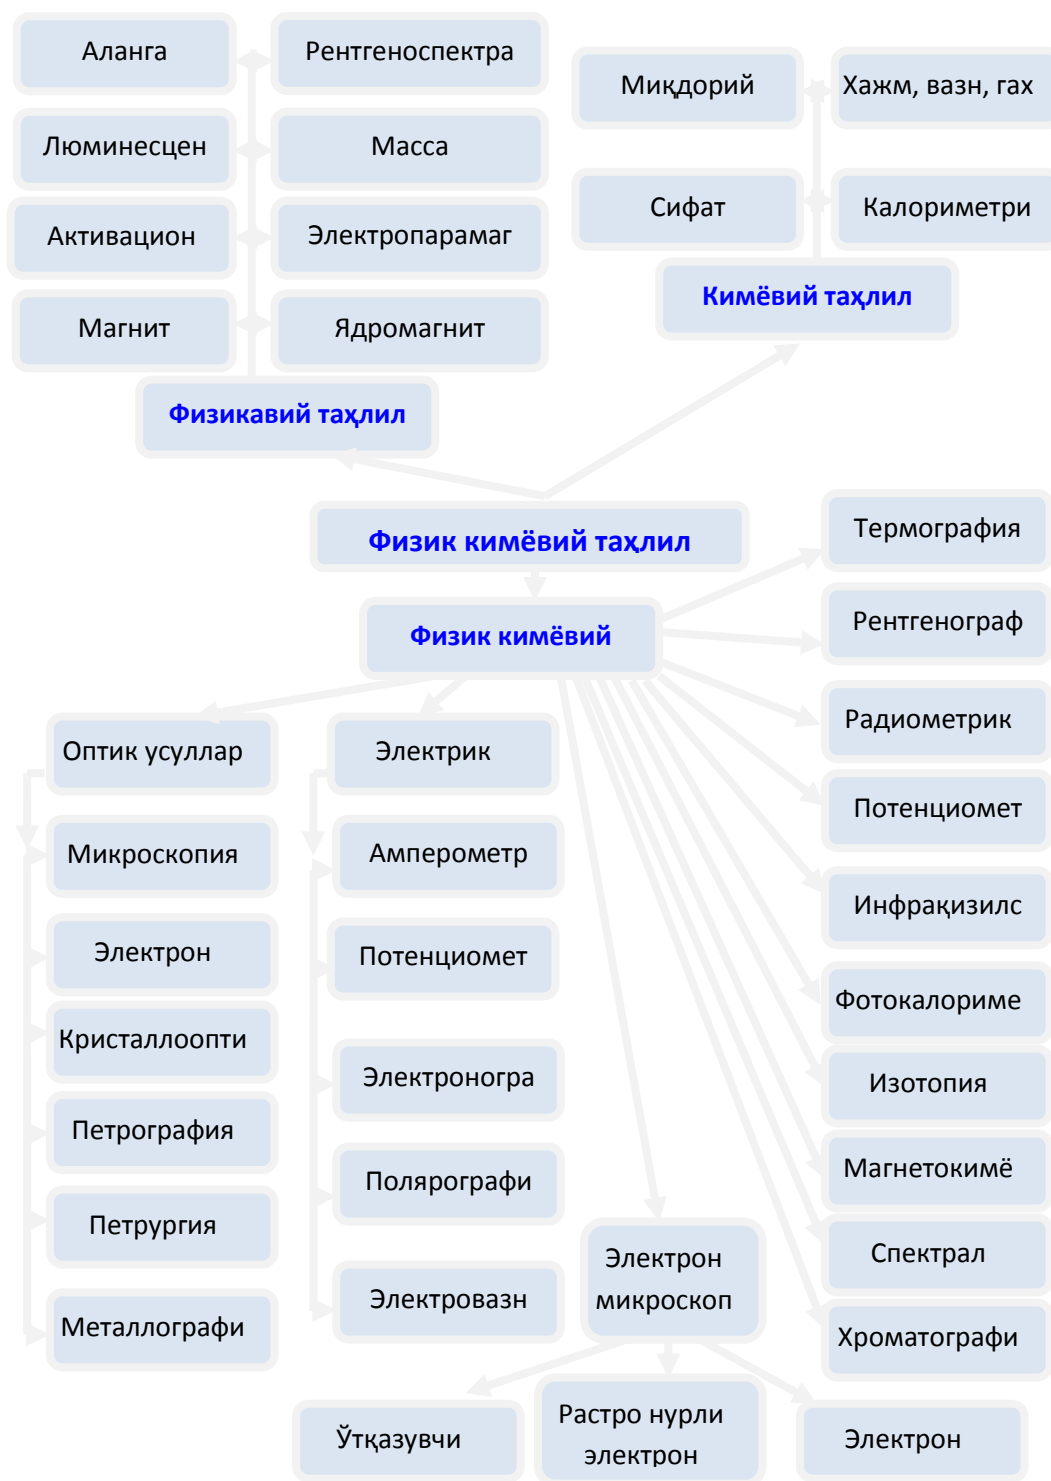 Аланга
Рентгеноспектра
Люминесцен
Масса
Активацион
Электропарамаг
Магнит
Ядромагнит
Физикавий таҳлил
Миқдорий
Хажм, вазн, гах
Сифат
Калориметри
Кимёвий таҳлил
Физик кимёвий таҳлил
Физик кимёвий
Термография
Рентгенограф
Радиометрик
Потенциомет
Инфрақизилс
Фотокалориме
Изотопия
Магнетокимё
Спектрал
Хроматографи
Оптик усуллар
Микроскопия
Электрон
Кристаллоопти
Петрография
Петрургия
Металлографи
Электрик
Амперометр
Потенциомет
Электроногра
Полярографи
Электровазн
Электрон
микроскоп
Ўтқазувчи
Растро нурли
электрон
Электрон